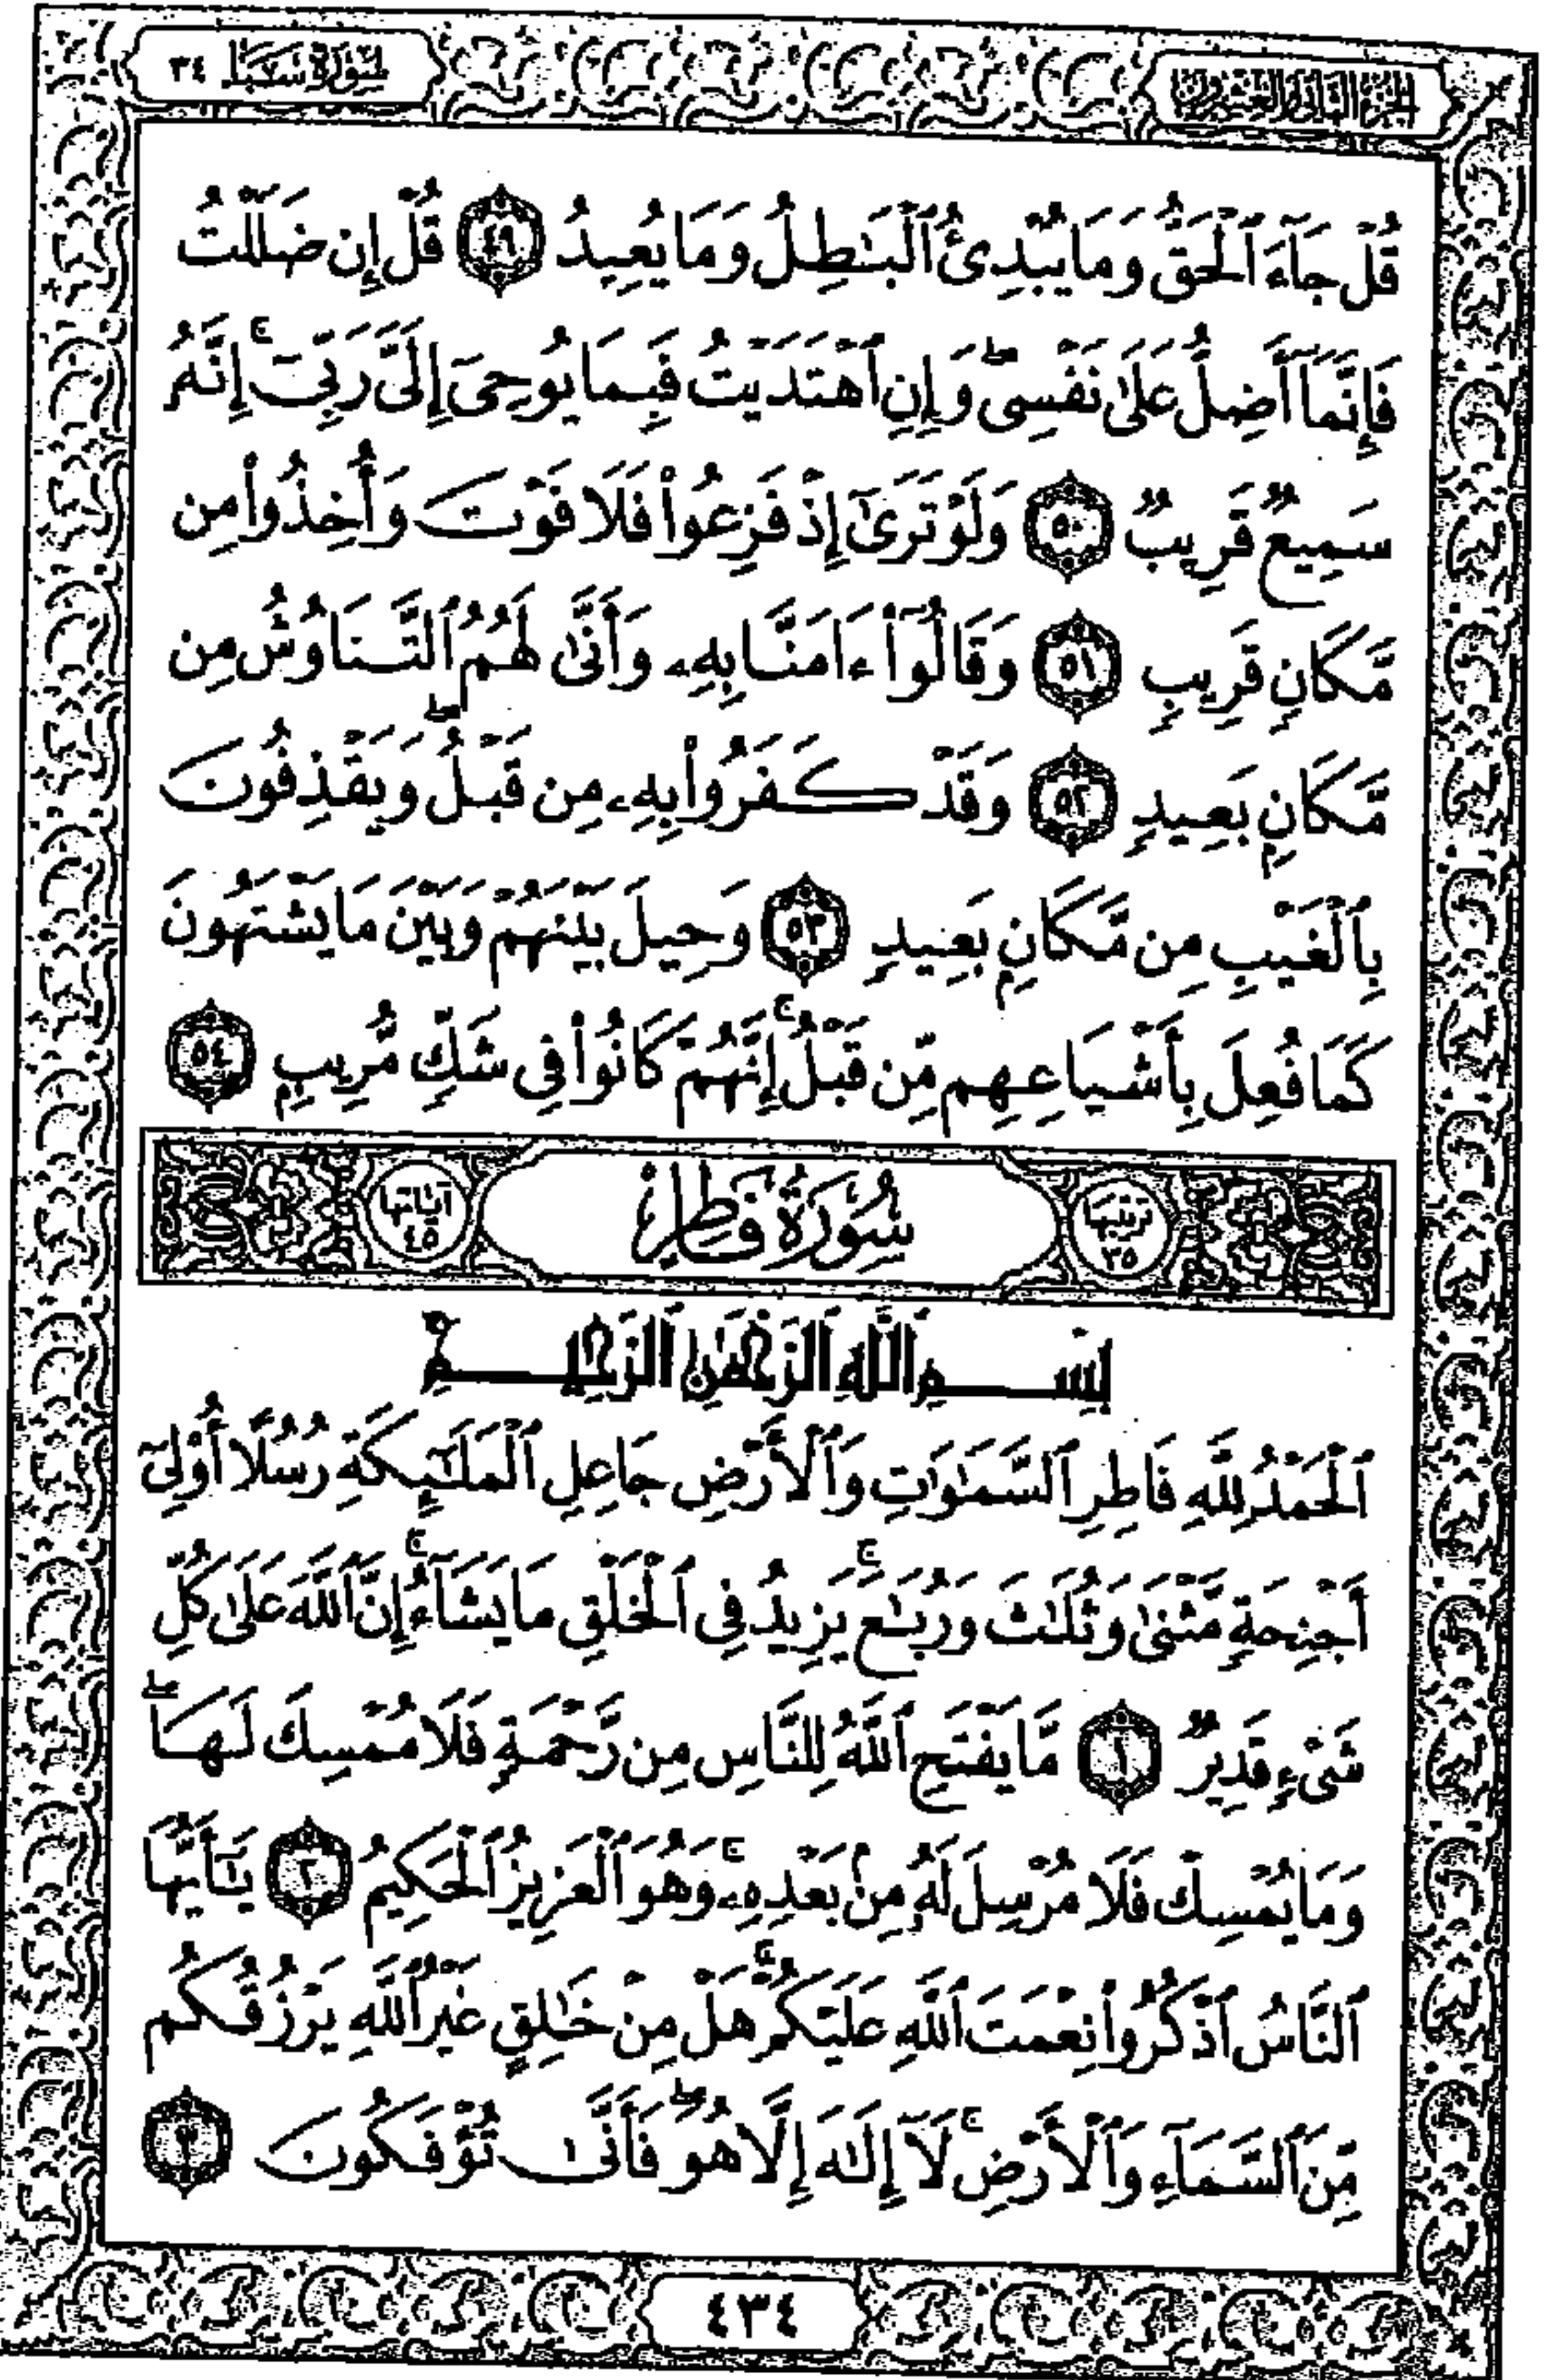 الجزء الثاني والعشرون
سورة سبأ ٣٤
قُلْ جَآءَ ٱلْحَقُّ وَمَا يُبْدِئُ ٱلْبَـٰطِلُ وَمَا يُعِيدُ ٤٩ قُلْ إِن ضَلَلْتُ
فَإِنَّمَآ أَضِلُّ عَلَىٰ نَفْسِىۖ وَإِنِ ٱهْتَدَيْتُ فَبِمَا يُوحِىٓ إِلَىَّ رَبِّىٓۚ إِنَّهُۥ
سَمِيعٌ قَرِيبٌ ٥٠ وَلَوْ تَرَىٰٓ إِذْ فَزِعُوا۟ فَلَا فَوْتَ وَأُخِذُوا۟ مِن
مَّكَانٍ قَرِيبٍ ٥١ وَقَالُوٓا۟ ءَامَنَّا بِهِۦ وَأَنَّىٰ لَهُمُ ٱلتَّنَاوُشُ مِن
مَّكَانٍۭ بَعِيدٍ ٥٢ وَقَدْ كَفَرُوا۟ بِهِۦ مِن قَبْلُۖ وَيَقْذِفُونَ
بِٱلْغَيْبِ مِن مَّكَانٍۭ بَعِيدٍ ٥٣ وَحِيلَ بَيْنَهُمْ وَبَيْنَ مَا يَشْتَهُونَ
كَمَا فُعِلَ بِأَشْيَاعِهِم مِّن قَبْلُۚ إِنَّهُمْ كَانُوا۟ فِى شَكٍّ مُّرِيبٍۭ ٥٤
ترتيبها ٣٥ سُورَةُ فَاطِرٍ آياتها ٤٥
بِسْمِ ٱللَّهِ ٱلرَّحْمَـٰنِ ٱلرَّحِيمِ
ٱلْحَمْدُ لِلَّهِ فَاطِرِ ٱلسَّمَـٰوَٰتِ وَٱلْأَرْضِ جَاعِلِ ٱلْمَلَـٰٓئِكَةِ رُسُلًا أُو۟لِىٓ
أَجْنِحَةٍ مَّثْنَىٰ وَثُلَـٰثَ وَرُبَـٰعَۚ يَزِيدُ فِى ٱلْخَلْقِ مَا يَشَآءُۚ إِنَّ ٱللَّهَ عَلَىٰ كُلِّ
شَىْءٍ قَدِيرٌ ١ مَّا يَفْتَحِ ٱللَّهُ لِلنَّاسِ مِن رَّحْمَةٍ فَلَا مُمْسِكَ لَهَاۖ
وَمَا يُمْسِكْ فَلَا مُرْسِلَ لَهُۥ مِنۢ بَعْدِهِۦۚ وَهُوَ ٱلْعَزِيزُ ٱلْحَكِيمُ ٢ يَـٰٓأَيُّهَا
ٱلنَّاسُ ٱذْكُرُوا۟ نِعْمَتَ ٱللَّهِ عَلَيْكُمْۚ هَلْ مِنْ خَـٰلِقٍ غَيْرُ ٱللَّهِ يَرْزُقُكُم
مِّنَ ٱلسَّمَآءِ وَٱلْأَرْضِۚ لَآ إِلَـٰهَ إِلَّا هُوَۖ فَأَنَّىٰ تُؤْفَكُونَ ٣
٤٣٤